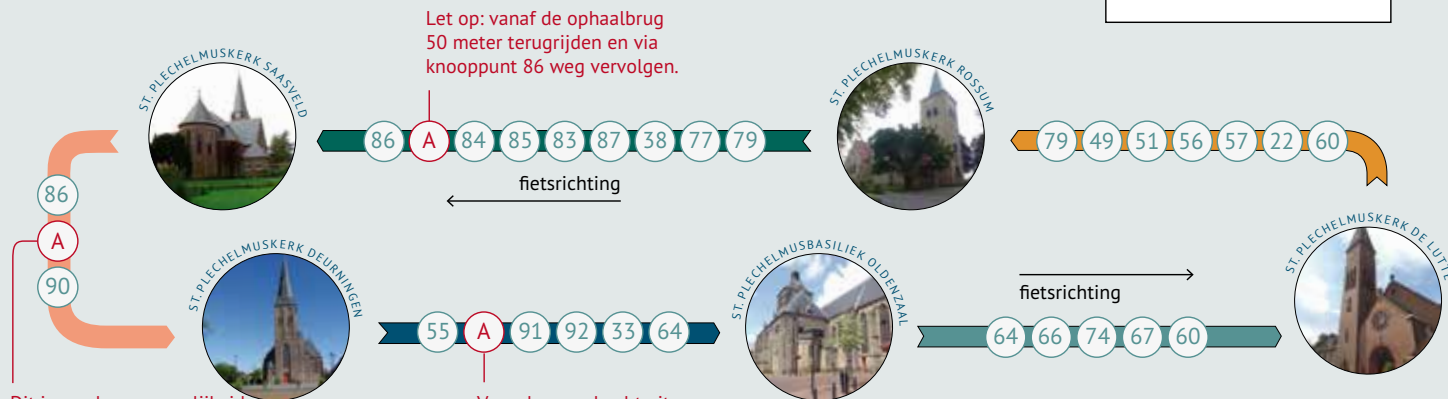 Let op: vanaf de ophaalbrug
50 meter terugrijden en via
knooppunt 86 weg vervolgen.
ST. PLECHELMUSKERK SAASVELD
86 A 84 85 83 87 38 77 79
fietsrichting
ST. PLECHELMUSKERK ROSSUM
79 49 51 56 57 22 60
86
A
90
ST. PLECHELMUSKERK DEURNINGEN
55 A 91 92 33 64
ST. PLECHELMUSBASILIEK OLDENZAAL
fietsrichting
64 66 74 67 60
ST. PLECHELMUSKERK DE LUTTE